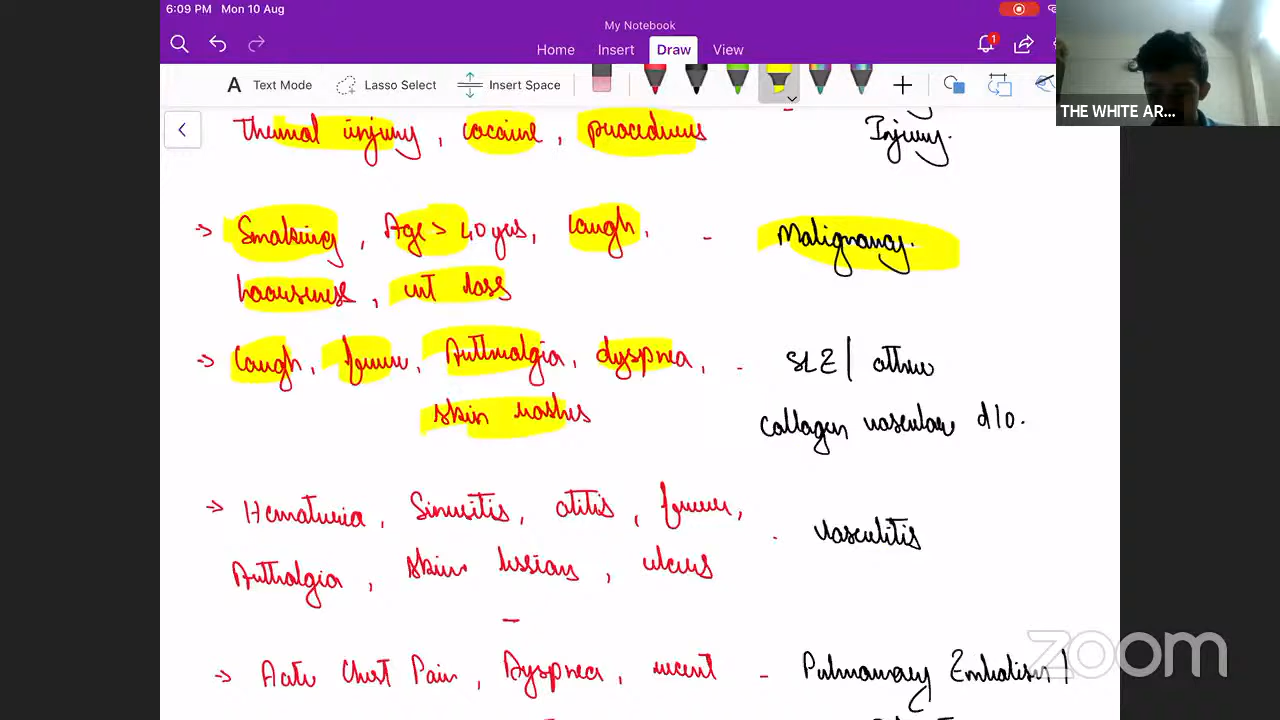 6:09 PM Mon 10 Aug
My Notebook
Home Insert Draw View
1
A Text Mode Lasso Select Insert Space
THE WHITE AR...
Thermal injury, cocaine, procedures - Injury.
→ Smoking, Age > 40 yrs, cough, - Malignancy.
hoarseness, wt loss
→ Cough, fever, Arthralgia, dyspnea, - SLE | other
skin rashes collagen vascular d/o.
→ Hematuria, Sinusitis, otitis, fever,
- vasculitis
Arthalgia, skin lesions, ulcers
→ Acute Chest Pain, Dyspnea, recent - Pulmonary Embolism |
zoom